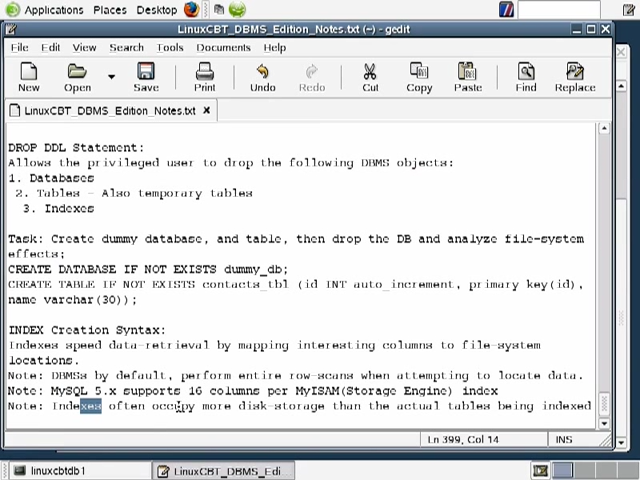 Applications Places Desktop
LinuxCBT_DBMS_Edition_Notes.txt (~) - gedit
File Edit View Search Tools Documents Help
New Open Save Print Undo Redo Cut Copy Paste Find Replace
LinuxCBT_DBMS_Edition_Notes.txt
DROP DDL Statement:
Allows the privileged user to drop the following DBMS objects:
1. Databases
2. Tables - Also temporary tables
3. Indexes
Task: Create dummy database, and table, then drop the DB and analyze file-system
effects;
CREATE DATABASE IF NOT EXISTS dummy_db;
CREATE TABLE IF NOT EXISTS contacts_tbl (id INT auto_increment, primary key(id),
name varchar(30));
INDEX Creation Syntax:
Indexes speed data-retrieval by mapping interesting columns to file-system
locations.
Note: DBMSs by default, perform entire row-scans when attempting to locate data.
Note: MySQL 5.x supports 16 columns per MyISAM(Storage Engine) index
Note: Indexes often occupy more disk-storage than the actual tables being indexed
Ln 399, Col 14 INS
linuxcbtdb1 LinuxCBT_DBMS_Edi